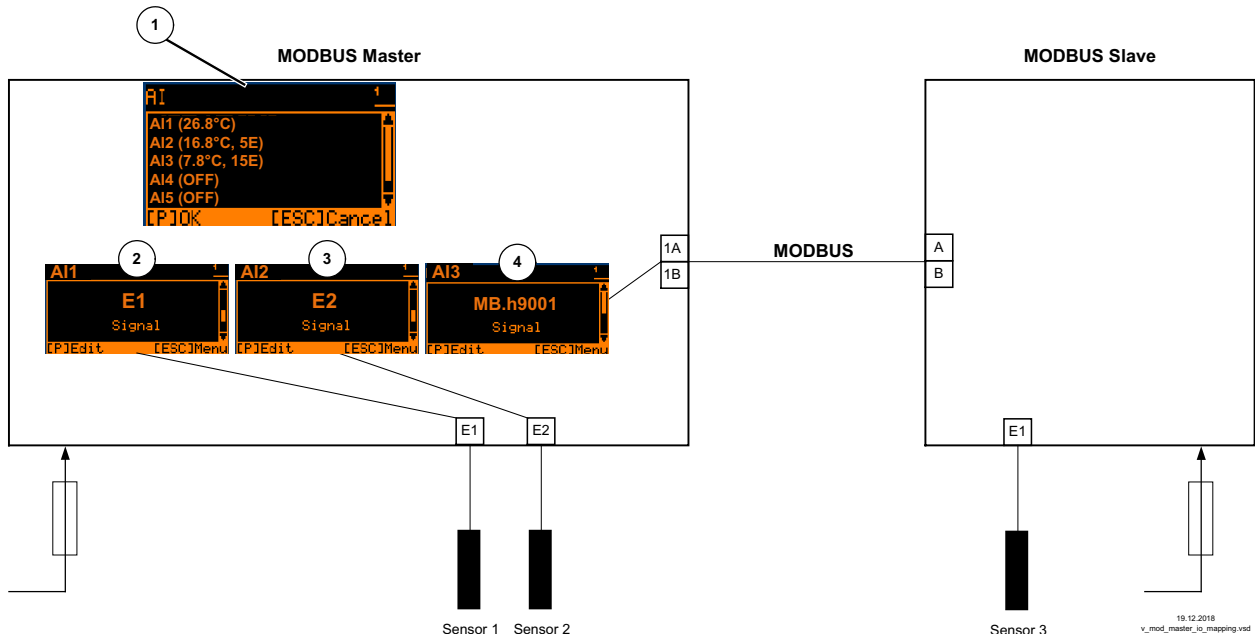 1
MODBUS Master
MODBUS Slave
AI 1
AI1 (26.8°C)
AI2 (16.8°C, 5E)
AI3 (7.8°C, 15E)
AI4 (OFF)
AI5 (OFF)
[P]OK [ESC]Cancel
2
3
4
AI1 1
E1
Signal
[P]Edit [ESC]Menu
AI2 1
E2
Signal
[P]Edit [ESC]Menu
AI3 1
MB.h9001
Signal
[P]Edit [ESC]Menu
1A
1B
MODBUS
A
B
E1
E2
E1
Sensor 1
Sensor 2
Sensor 3
19.12.2018
v_mod_master_io_mapping.vsd